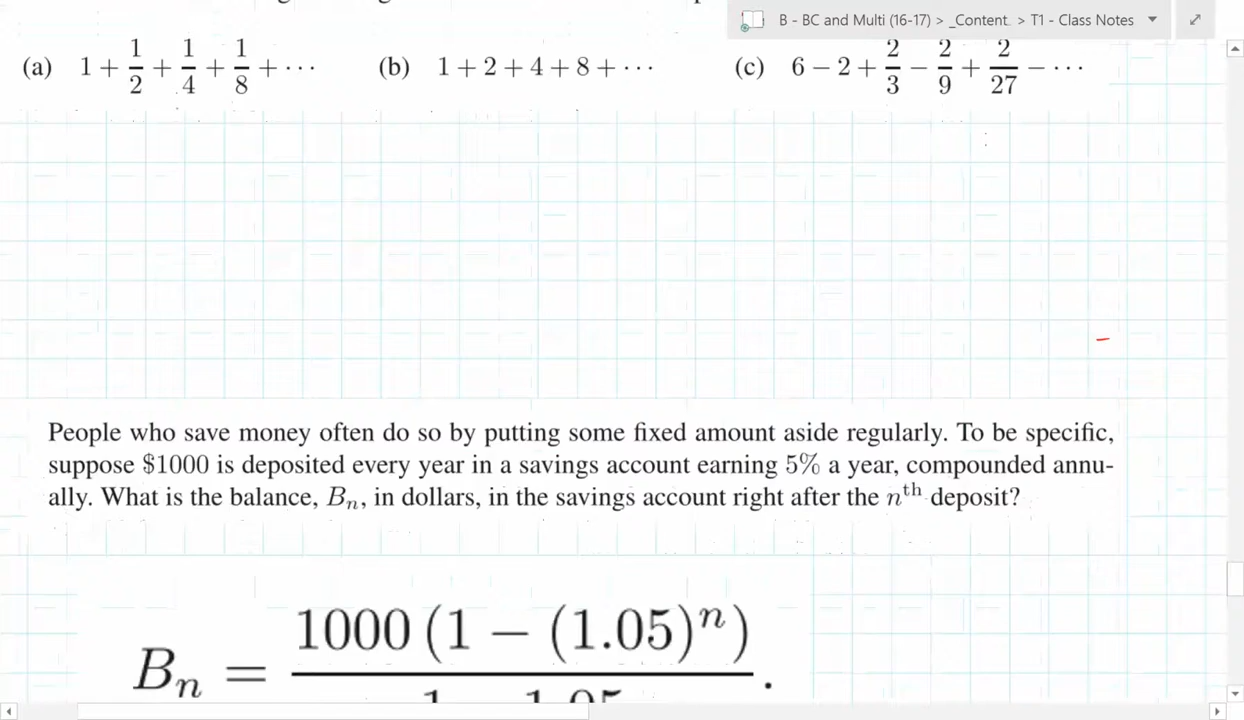 B - BC and Multi (16-17) > _Content. > T1 - Class Notes
(a) 1 + 1/2 + 1/4 + 1/8 + ··· (b) 1 + 2 + 4 + 8 + ··· (c) 6 − 2 + 2/3 − 2/9 + 2/27 − ···
People who save money often do so by putting some fixed amount aside regularly. To be specific,
suppose $1000 is deposited every year in a savings account earning 5% a year, compounded annu-
ally. What is the balance, Bₙ, in dollars, in the savings account right after the nᵗʰ deposit?
Bₙ = 1000 (1 − (1.05)ⁿ) / 1 − 1.05 .